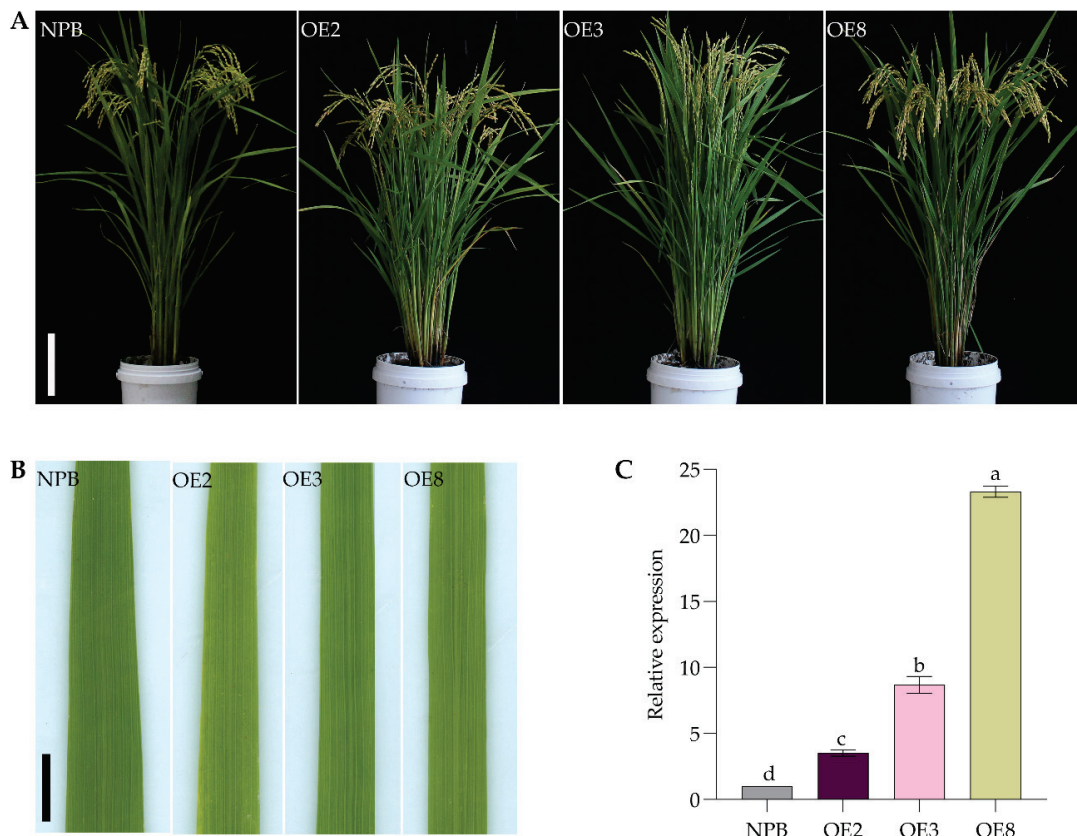 A
NPB
OE2
OE3
OE8
B
NPB
OE2
OE3
OE8
C
Relative expression
25
20
15
10
5
0
a
b
c
d
NPB
OE2
OE3
OE8